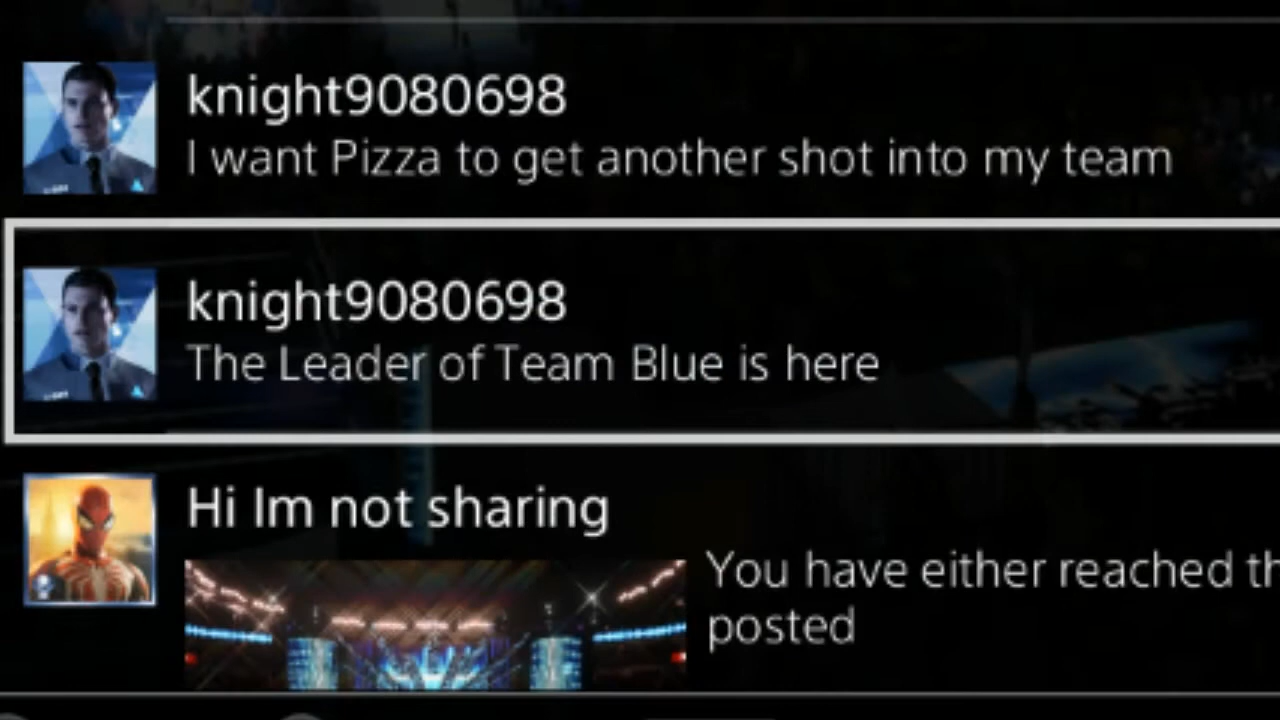 knight9080698
I want Pizza to get another shot into my team
knight9080698
The Leader of Team Blue is here
Hi Im not sharing
You have either reached
posted